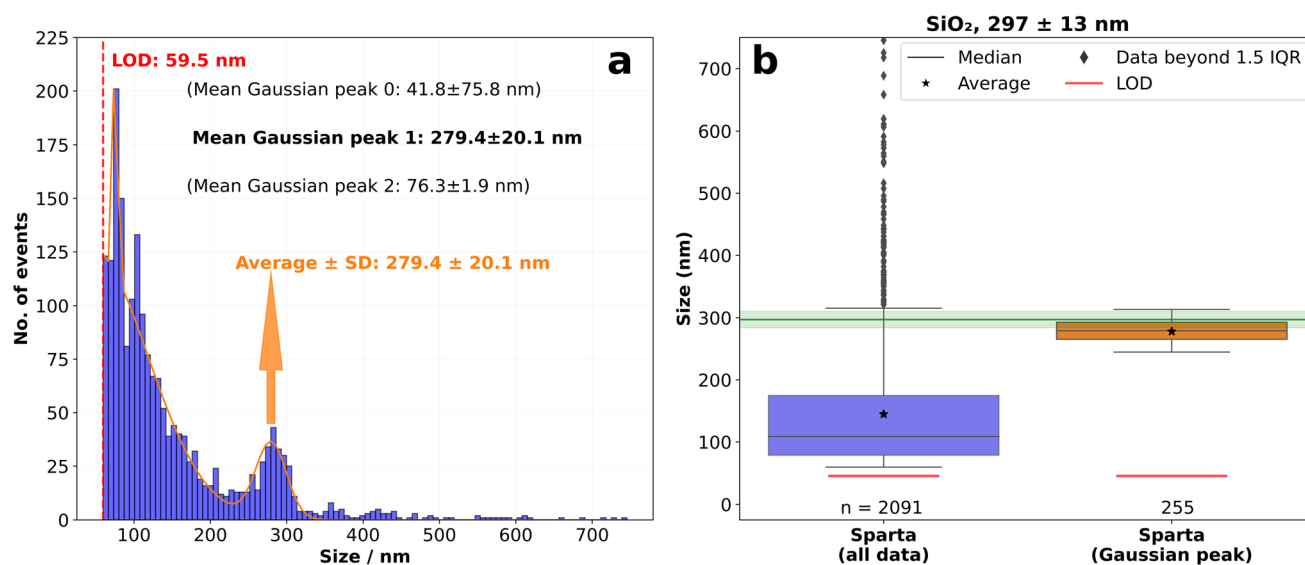 a
LOD: 59.5 nm
(Mean Gaussian peak 0: 41.8±75.8 nm)
Mean Gaussian peak 1: 279.4±20.1 nm
(Mean Gaussian peak 2: 76.3±1.9 nm)
Average ± SD: 279.4 ± 20.1 nm
No. of events
225
200
175
150
125
100
75
50
25
0
100
200
300
400
500
600
700
Size / nm
SiO₂, 297 ± 13 nm
b
Median
Average
Data beyond 1.5 IQR
LOD
Size (nm)
700
600
500
400
300
200
100
0
n = 2091
255
Sparta
(all data)
Sparta
(Gaussian peak)